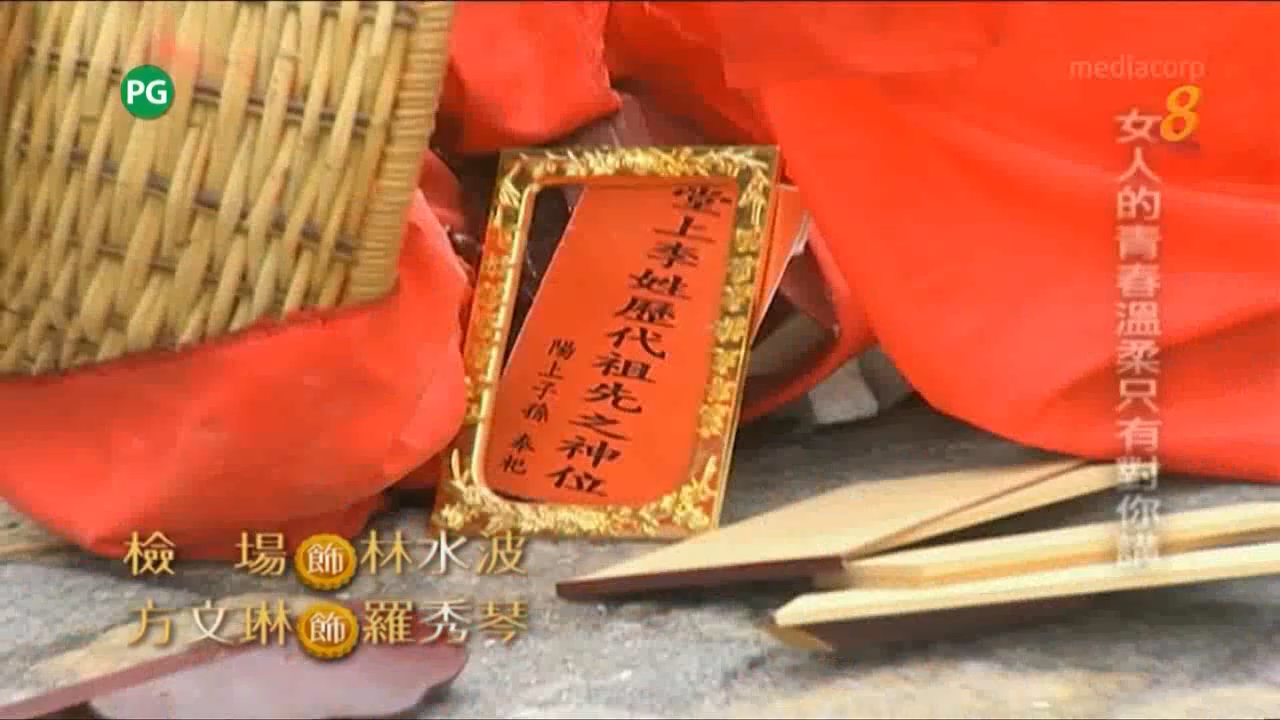 PG
mediacorp
8
女人的青春溫柔只有對你講
堂上李姓歷代祖先之神位
陽上子孫 奉祀
檢 場 飾 林水波
方文琳 飾 羅秀琴